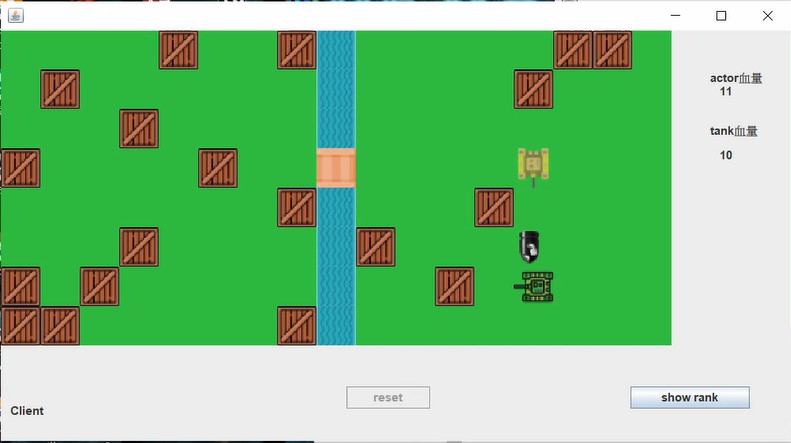 actor血量
11
tank血量
10
reset
show rank
Client